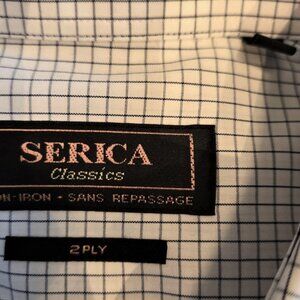 SERICA
Classics
ON-IRON • SANS REPASSAGE
2 PLY